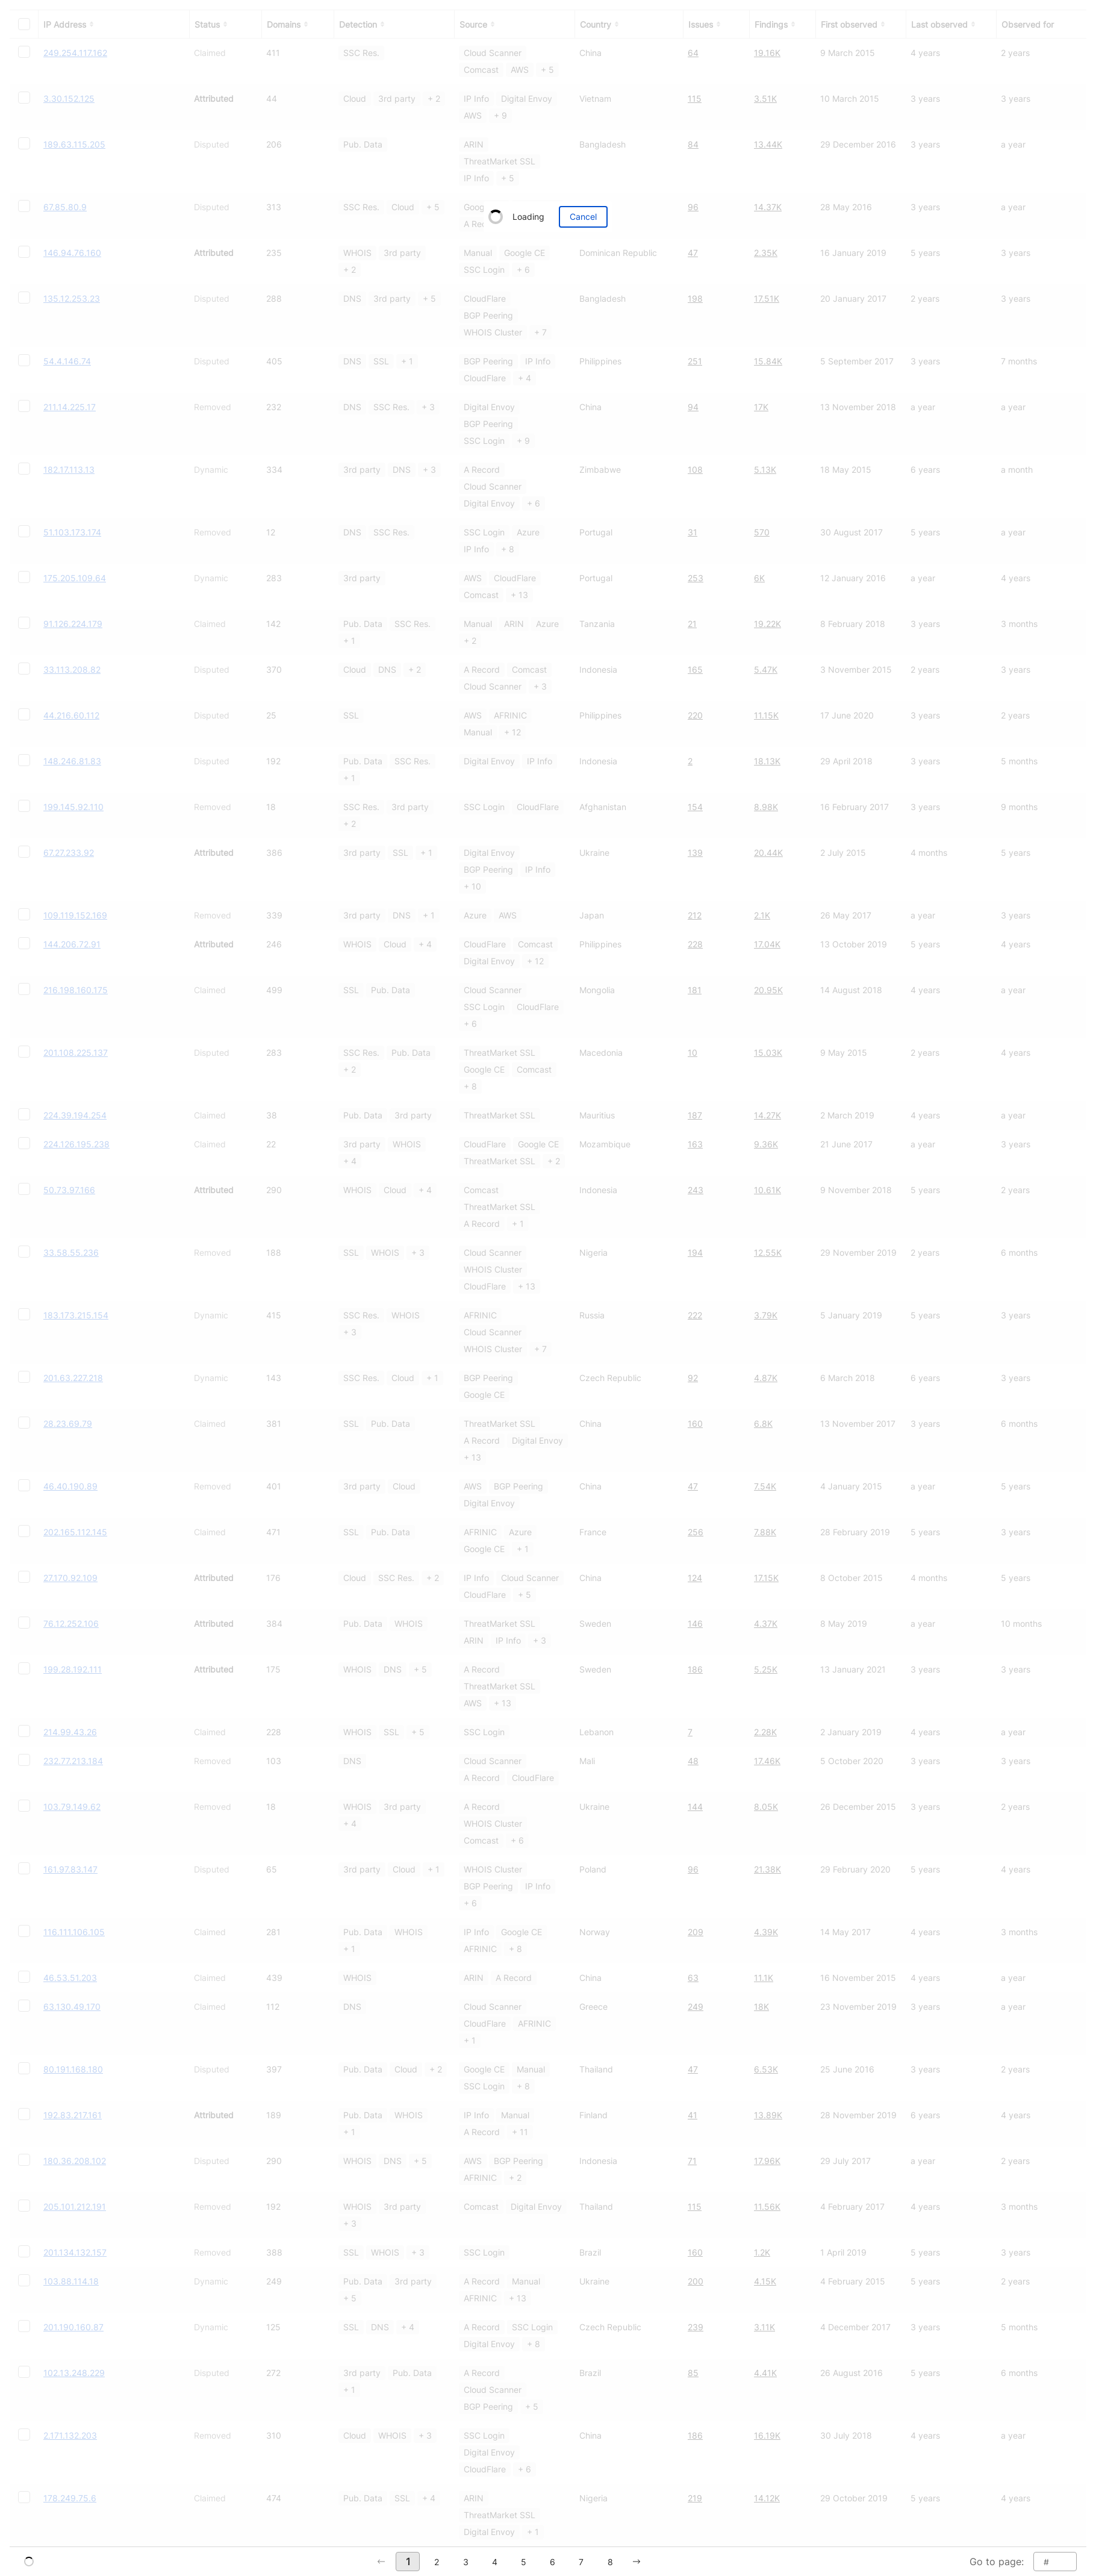 IP Address Status Domains Detection Source Country Issues Findings First observed Last observed Observed for
249.254.117.162 Claimed 411 SSC Res. Cloud Scanner China 64 19.16K 9 March 2015 4 years 2 years
Comcast AWS + 5
3.30.152.125 Attributed 44 Cloud 3rd party + 2 IP Info Digital Envoy Vietnam 115 3.51K 10 March 2015 3 years 3 years
AWS + 9
189.63.115.205 Disputed 206 Pub. Data ARIN Bangladesh 84 13.44K 29 December 2016 3 years a year
ThreatMarket SSL
IP Info + 5
67.85.80.9 Disputed 313 SSC Res. Cloud + 5 Goog 96 14.37K 28 May 2016 3 years a year
Loading Cancel
A Re
146.94.76.160 Attributed 235 WHOIS 3rd party Manual Google CE Dominican Republic 47 2.35K 16 January 2019 5 years 3 years
+ 2 SSC Login + 6
135.12.253.23 Disputed 288 DNS 3rd party + 5 CloudFlare Bangladesh 198 17.51K 20 January 2017 2 years 3 years
BGP Peering
WHOIS Cluster + 7
54.4.146.74 Disputed 405 DNS SSL + 1 BGP Peering IP Info Philippines 251 15.84K 5 September 2017 3 years 7 months
CloudFlare + 4
211.14.225.17 Removed 232 DNS SSC Res. + 3 Digital Envoy China 94 17K 13 November 2018 a year a year
BGP Peering
SSC Login + 9
182.17.113.13 Dynamic 334 3rd party DNS + 3 A Record Zimbabwe 108 5.13K 18 May 2015 6 years a month
Cloud Scanner
Digital Envoy + 6
51.103.173.174 Removed 12 DNS SSC Res. SSC Login Azure Portugal 31 570 30 August 2017 5 years a year
IP Info + 8
175.205.109.64 Dynamic 283 3rd party AWS CloudFlare Portugal 253 6K 12 January 2016 a year 4 years
Comcast + 13
91.126.224.179 Claimed 142 Pub. Data SSC Res. Manual ARIN Azure Tanzania 21 19.22K 8 February 2018 3 years 3 months
+ 1 + 2
33.113.208.82 Disputed 370 Cloud DNS + 2 A Record Comcast Indonesia 165 5.47K 3 November 2015 2 years 3 years
Cloud Scanner + 3
44.216.60.112 Disputed 25 SSL AWS AFRINIC Philippines 220 11.15K 17 June 2020 3 years 2 years
Manual + 12
148.246.81.83 Disputed 192 Pub. Data SSC Res. Digital Envoy IP Info Indonesia 2 18.13K 29 April 2018 3 years 5 months
+ 1
199.145.92.110 Removed 18 SSC Res. 3rd party SSC Login CloudFlare Afghanistan 154 8.98K 16 February 2017 3 years 9 months
+ 2
67.27.233.92 Attributed 386 3rd party SSL + 1 Digital Envoy Ukraine 139 20.44K 2 July 2015 4 months 5 years
BGP Peering IP Info
+ 10
109.119.152.169 Removed 339 3rd party DNS + 1 Azure AWS Japan 212 2.1K 26 May 2017 a year 3 years
144.206.72.91 Attributed 246 WHOIS Cloud + 4 CloudFlare Comcast Philippines 228 17.04K 13 October 2019 5 years 4 years
Digital Envoy + 12
216.198.160.175 Claimed 499 SSL Pub. Data Cloud Scanner Mongolia 181 20.95K 14 August 2018 4 years a year
SSC Login CloudFlare
+ 6
201.108.225.137 Disputed 283 SSC Res. Pub. Data ThreatMarket SSL Macedonia 10 15.03K 9 May 2015 2 years 4 years
+ 2 Google CE Comcast
+ 8
224.39.194.254 Claimed 38 Pub. Data 3rd party ThreatMarket SSL Mauritius 187 14.27K 2 March 2019 4 years a year
224.126.195.238 Claimed 22 3rd party WHOIS CloudFlare Google CE Mozambique 163 9.36K 21 June 2017 a year 3 years
+ 4 ThreatMarket SSL + 2
50.73.97.166 Attributed 290 WHOIS Cloud + 4 Comcast Indonesia 243 10.61K 9 November 2018 5 years 2 years
ThreatMarket SSL
A Record + 1
33.58.55.236 Removed 188 SSL WHOIS + 3 Cloud Scanner Nigeria 194 12.55K 29 November 2019 2 years 6 months
WHOIS Cluster
CloudFlare + 13
183.173.215.154 Dynamic 415 SSC Res. WHOIS AFRINIC Russia 222 3.79K 5 January 2019 5 years 3 years
+ 3 Cloud Scanner
WHOIS Cluster + 7
201.63.227.218 Dynamic 143 SSC Res. Cloud + 1 BGP Peering Czech Republic 92 4.87K 6 March 2018 6 years 3 years
Google CE
28.23.69.79 Claimed 381 SSL Pub. Data ThreatMarket SSL China 160 6.8K 13 November 2017 3 years 6 months
A Record Digital Envoy
+ 13
46.40.190.89 Removed 401 3rd party Cloud AWS BGP Peering China 47 7.54K 4 January 2015 a year 5 years
Digital Envoy
202.165.112.145 Claimed 471 SSL Pub. Data AFRINIC Azure France 256 7.88K 28 February 2019 5 years 3 years
Google CE + 1
27.170.92.109 Attributed 176 Cloud SSC Res. + 2 IP Info Cloud Scanner China 124 17.15K 8 October 2015 4 months 5 years
CloudFlare + 5
76.12.252.106 Attributed 384 Pub. Data WHOIS ThreatMarket SSL Sweden 146 4.37K 8 May 2019 a year 10 months
ARIN IP Info + 3
199.28.192.111 Attributed 175 WHOIS DNS + 5 A Record Sweden 186 5.25K 13 January 2021 3 years 3 years
ThreatMarket SSL
AWS + 13
214.99.43.26 Claimed 228 WHOIS SSL + 5 SSC Login Lebanon 7 2.28K 2 January 2019 4 years a year
232.77.213.184 Removed 103 DNS Cloud Scanner Mali 48 17.46K 5 October 2020 3 years 3 years
A Record CloudFlare
103.79.149.62 Removed 18 WHOIS 3rd party A Record Ukraine 144 8.05K 26 December 2015 3 years 2 years
+ 4 WHOIS Cluster
Comcast + 6
161.97.83.147 Disputed 65 3rd party Cloud + 1 WHOIS Cluster Poland 96 21.38K 29 February 2020 5 years 4 years
BGP Peering IP Info
+ 6
116.111.106.105 Claimed 281 Pub. Data WHOIS IP Info Google CE Norway 209 4.39K 14 May 2017 4 years 3 months
+ 1 AFRINIC + 8
46.53.51.203 Claimed 439 WHOIS ARIN A Record China 63 11.1K 16 November 2015 4 years a year
63.130.49.170 Claimed 112 DNS Cloud Scanner Greece 249 18K 23 November 2019 3 years a year
CloudFlare AFRINIC
+ 1
80.191.168.180 Disputed 397 Pub. Data Cloud + 2 Google CE Manual Thailand 47 6.53K 25 June 2016 3 years 2 years
SSC Login + 8
192.83.217.161 Attributed 189 Pub. Data WHOIS IP Info Manual Finland 41 13.89K 28 November 2019 6 years 4 years
+ 1 A Record + 11
180.36.208.102 Disputed 290 WHOIS DNS + 5 AWS BGP Peering Indonesia 71 17.96K 29 July 2017 a year 2 years
AFRINIC + 2
205.101.212.191 Removed 192 WHOIS 3rd party Comcast Digital Envoy Thailand 115 11.56K 4 February 2017 4 years 3 months
+ 3
201.134.132.157 Removed 388 SSL WHOIS + 3 SSC Login Brazil 160 1.2K 1 April 2019 5 years 3 years
103.88.114.18 Dynamic 249 Pub. Data 3rd party A Record Manual Ukraine 200 4.15K 4 February 2015 5 years 2 years
+ 5 AFRINIC + 13
201.190.160.87 Dynamic 125 SSL DNS + 4 A Record SSC Login Czech Republic 239 3.11K 4 December 2017 3 years 5 months
Digital Envoy + 8
102.13.248.229 Disputed 272 3rd party Pub. Data A Record Brazil 85 4.41K 26 August 2016 5 years 6 months
+ 1 Cloud Scanner
BGP Peering + 5
2.171.132.203 Removed 310 Cloud WHOIS + 3 SSC Login China 186 16.19K 30 July 2018 4 years a year
Digital Envoy
CloudFlare + 6
178.249.75.6 Claimed 474 Pub. Data SSL + 4 ARIN Nigeria 219 14.12K 29 October 2019 5 years 4 years
ThreatMarket SSL
Digital Envoy + 1
← 1 2 3 4 5 6 7 8 → Go to page: #